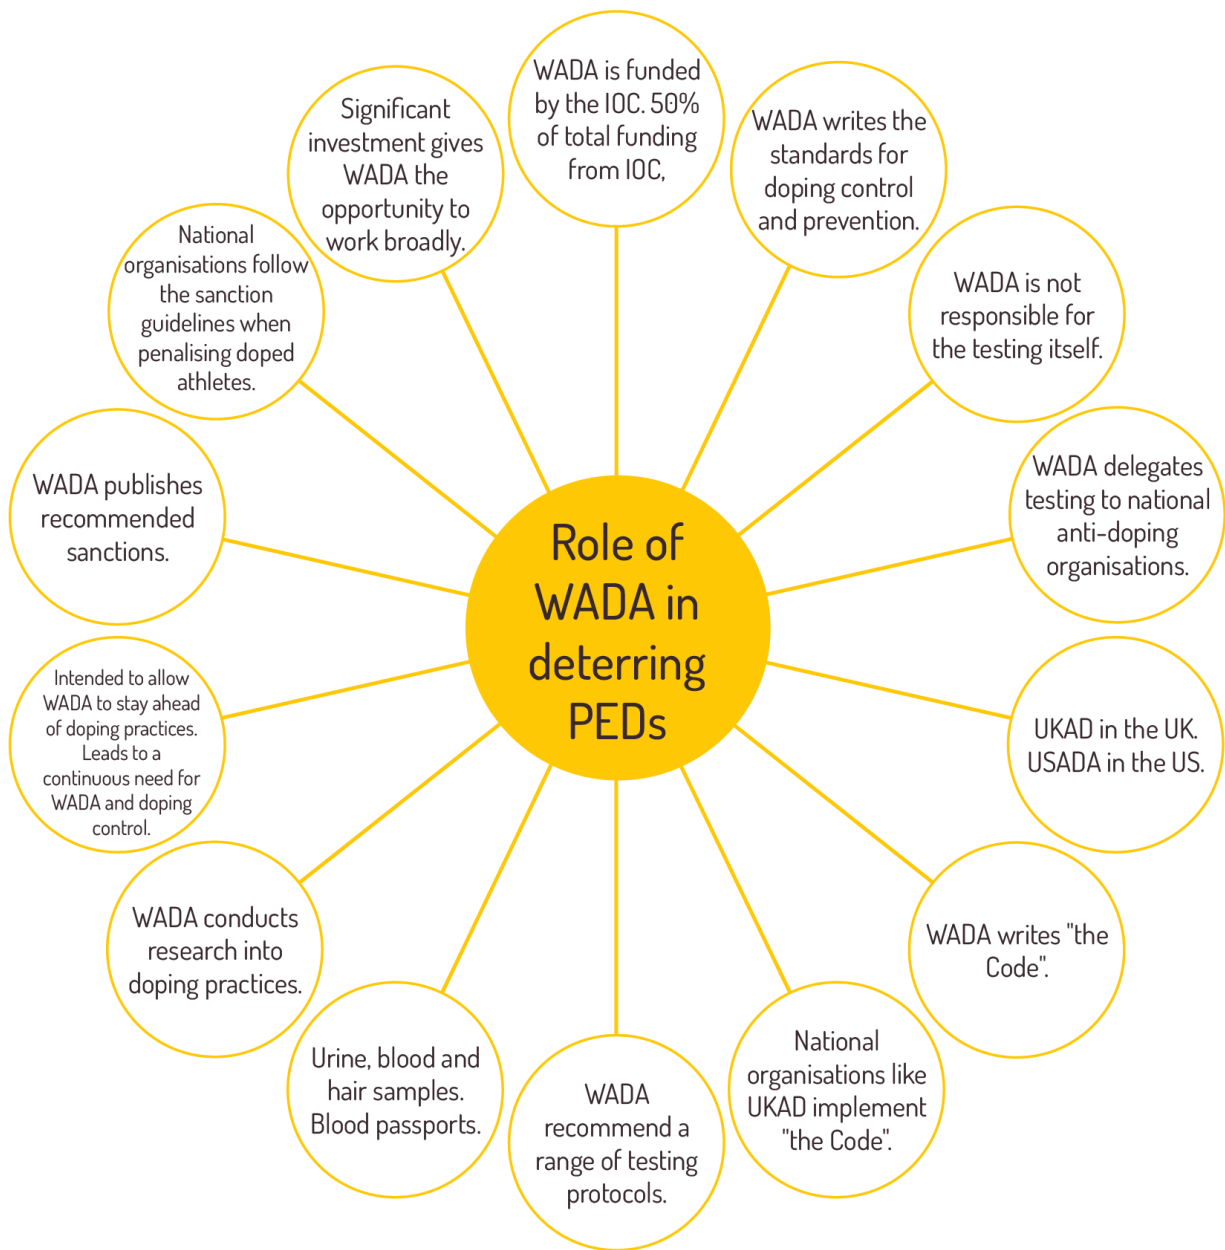 Role of
WADA in
deterring
PEDs
WADA is funded
by the IOC. 50%
of total funding
from IOC,
WADA writes the
standards for
doping control
and prevention.
WADA is not
responsible for
the testing itself.
WADA delegates
testing to national
anti-doping
organisations.
UKAD in the UK.
USADA in the US.
WADA writes "the
Code".
National
organisations like
UKAD implement
"the Code".
WADA
recommend a
range of testing
protocols.
Urine, blood and
hair samples.
Blood passports.
WADA conducts
research into
doping practices.
Intended to allow
WADA to stay ahead
of doping practices.
Leads to a
continuous need for
WADA and doping
control.
WADA publishes
recommended
sanctions.
National
organisations follow
the sanction
guidelines when
penalising doped
athletes.
Significant
investment gives
WADA the
opportunity to
work broadly.